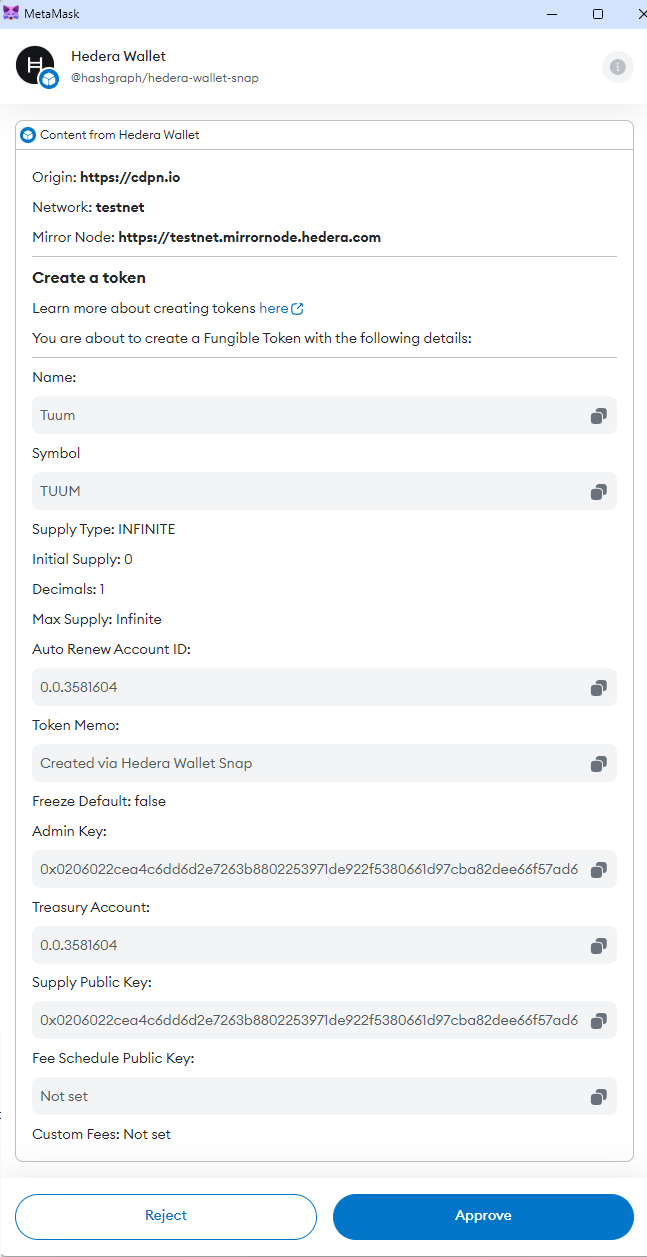 MetaMask
Hedera Wallet
@hashgraph/hedera-wallet-snap
Content from Hedera Wallet
Origin: https://cdpn.io
Network: testnet
Mirror Node: https://testnet.mirrornode.hedera.com
Create a token
Learn more about creating tokens here
You are about to create a Fungible Token with the following details:
Name:
Tuum
Symbol
TUUM
Supply Type: INFINITE
Initial Supply: 0
Decimals: 1
Max Supply: Infinite
Auto Renew Account ID:
0.0.3581604
Token Memo:
Created via Hedera Wallet Snap
Freeze Default: false
Admin Key:
0x0206022cea4c6dd6d2e7263b8802253971de922f5380661d97cba82dee66f57ad6
Treasury Account:
0.0.3581604
Supply Public Key:
0x0206022cea4c6dd6d2e7263b8802253971de922f5380661d97cba82dee66f57ad6
Fee Schedule Public Key:
Not set
Custom Fees: Not set
Reject
Approve